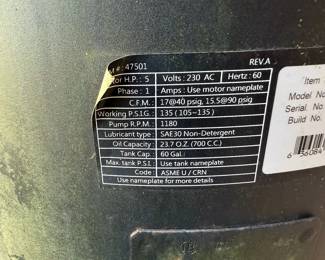 #: 47501 REV.A
or H.P.: 5 Volts: 230 AC Hertz: 60
Phase: 1 Amps: Use motor nameplate
C.F.M.: 17@40 psig, 15.5@90 psig
Working P.S.I.G: 135 (105~135)
Pump R.P.M.: 1180
Lubricant type: SAE30 Non-Detergent
Oil Capacity: 23.7 O.Z. (700 C.C.)
Tank Cap.: 60 Gal.
Max. tank P.S.I.: Use tank nameplate
Code: ASME U / CRN
Use nameplate for more details
Item
Model No
Serial No.
Build No.